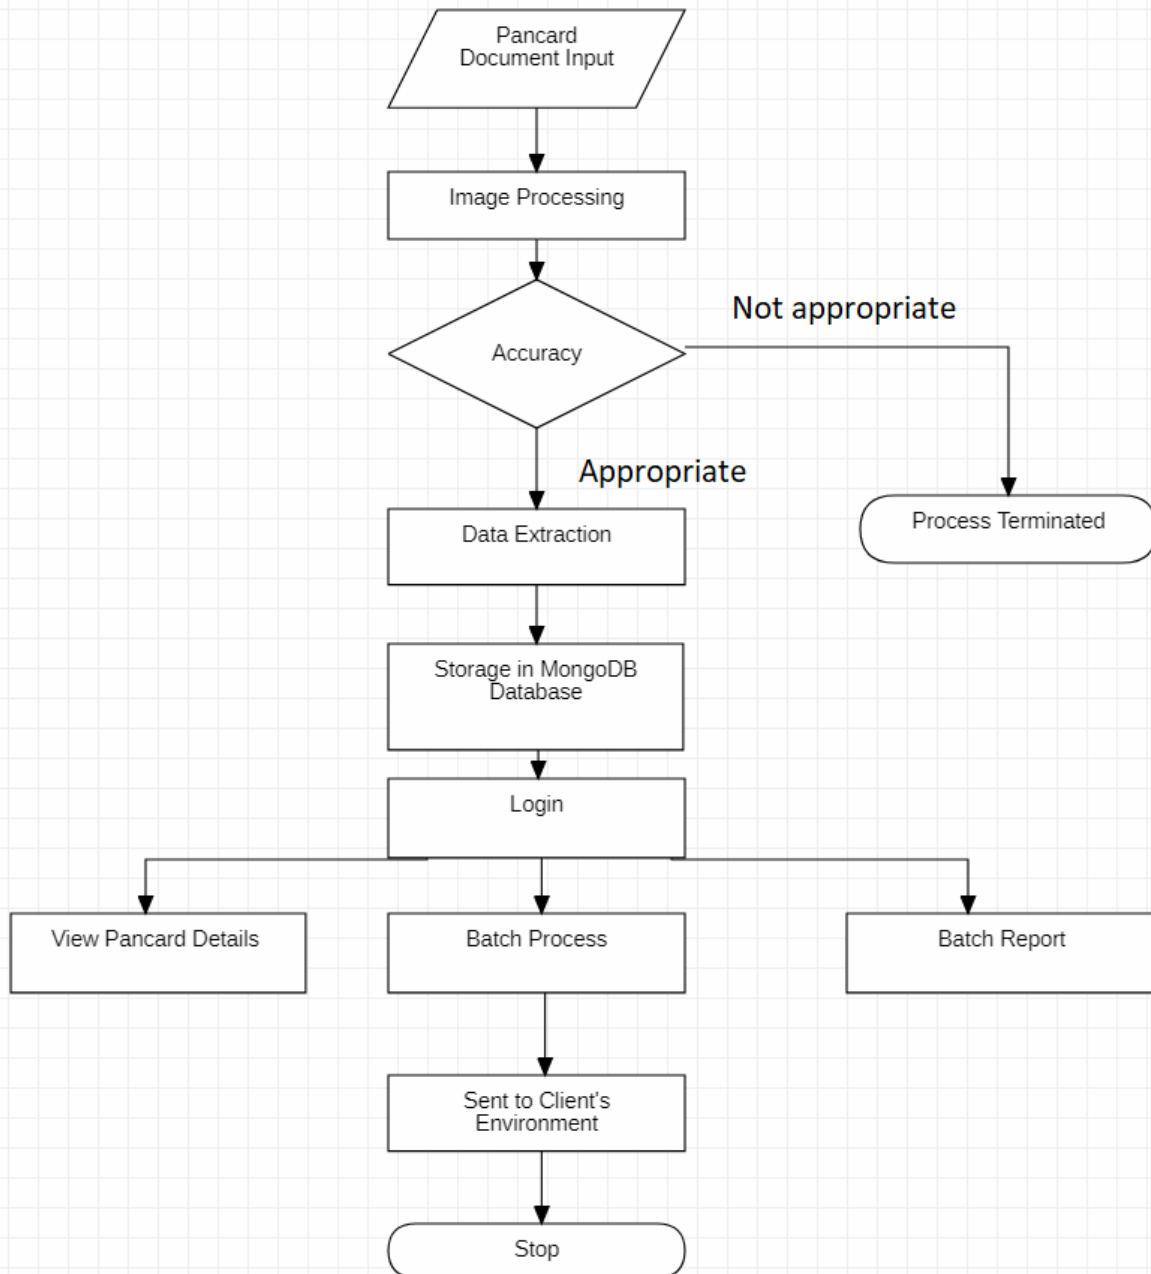 Pancard
Document Input
Image Processing
Not appropriate
Accuracy
Appropriate
Data Extraction
Process Terminated
Storage in MongoDB
Database
Login
View Pancard Details
Batch Process
Batch Report
Sent to Client's
Environment
Stop